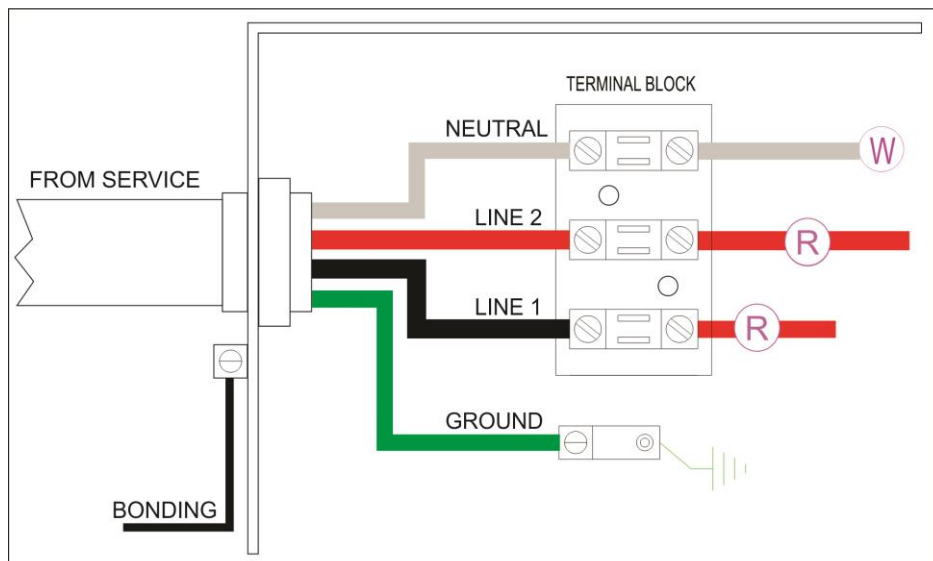 TERMINAL BLOCK
NEUTRAL
W
FROM SERVICE
LINE 2
R
LINE 1
R
GROUND
BONDING